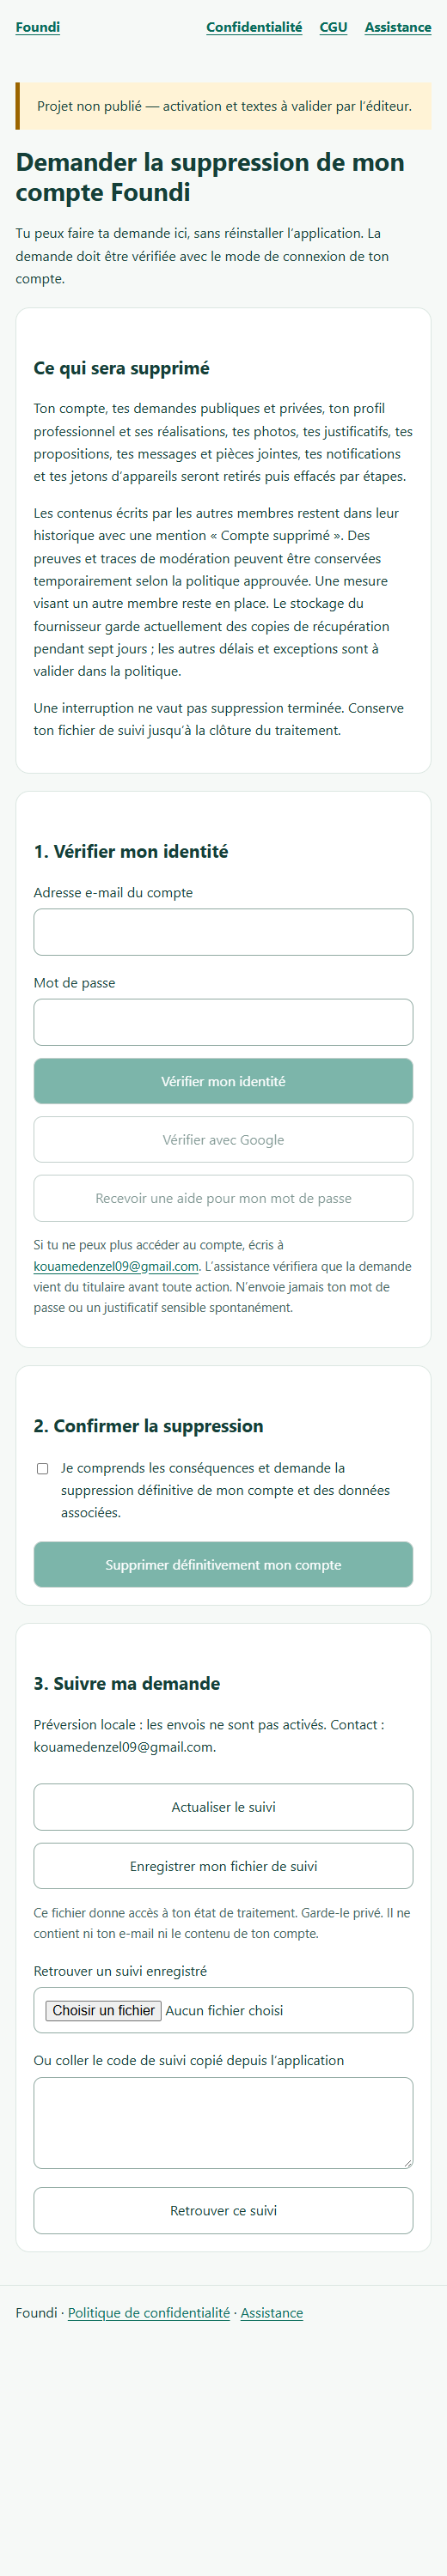 Foundi
Confidentialité CGU Assistance
Projet non publié — activation et textes à valider par l’éditeur.
Demander la suppression de mon
compte Foundi
Tu peux faire ta demande ici, sans réinstaller l’application. La
demande doit être vérifiée avec le mode de connexion de ton
compte.
Ce qui sera supprimé
Ton compte, tes demandes publiques et privées, ton profil
professionnel et ses réalisations, tes photos, tes justificatifs, tes
propositions, tes messages et pièces jointes, tes notifications
et tes jetons d’appareils seront retirés puis effacés par étapes.
Les contenus écrits par les autres membres restent dans leur
historique avec une mention « Compte supprimé ». Des
preuves et traces de modération peuvent être conservées
temporairement selon la politique approuvée. Une mesure
visant un autre membre reste en place. Le stockage du
fournisseur garde actuellement des copies de récupération
pendant sept jours ; les autres délais et exceptions sont à
valider dans la politique.
Une interruption ne vaut pas suppression terminée. Conserve
ton fichier de suivi jusqu’à la clôture du traitement.
1. Vérifier mon identité
Adresse e-mail du compte
Mot de passe
Vérifier mon identité
Vérifier avec Google
Recevoir une aide pour mon mot de passe
Si tu ne peux plus accéder au compte, écris à
kouamedenzel09@gmail.com. L’assistance vérifiera que la demande
vient du titulaire avant toute action. N’envoie jamais ton mot de
passe ou un justificatif sensible spontanément.
2. Confirmer la suppression
Je comprends les conséquences et demande la
suppression définitive de mon compte et des données
associées.
Supprimer définitivement mon compte
3. Suivre ma demande
Préversion locale : les envois ne sont pas activés. Contact :
kouamedenzel09@gmail.com.
Actualiser le suivi
Enregistrer mon fichier de suivi
Ce fichier donne accès à ton état de traitement. Garde-le privé. Il ne
contient ni ton e-mail ni le contenu de ton compte.
Retrouver un suivi enregistré
Choisir un fichier Aucun fichier choisi
Ou coller le code de suivi copié depuis l’application
Retrouver ce suivi
Foundi · Politique de confidentialité · Assistance